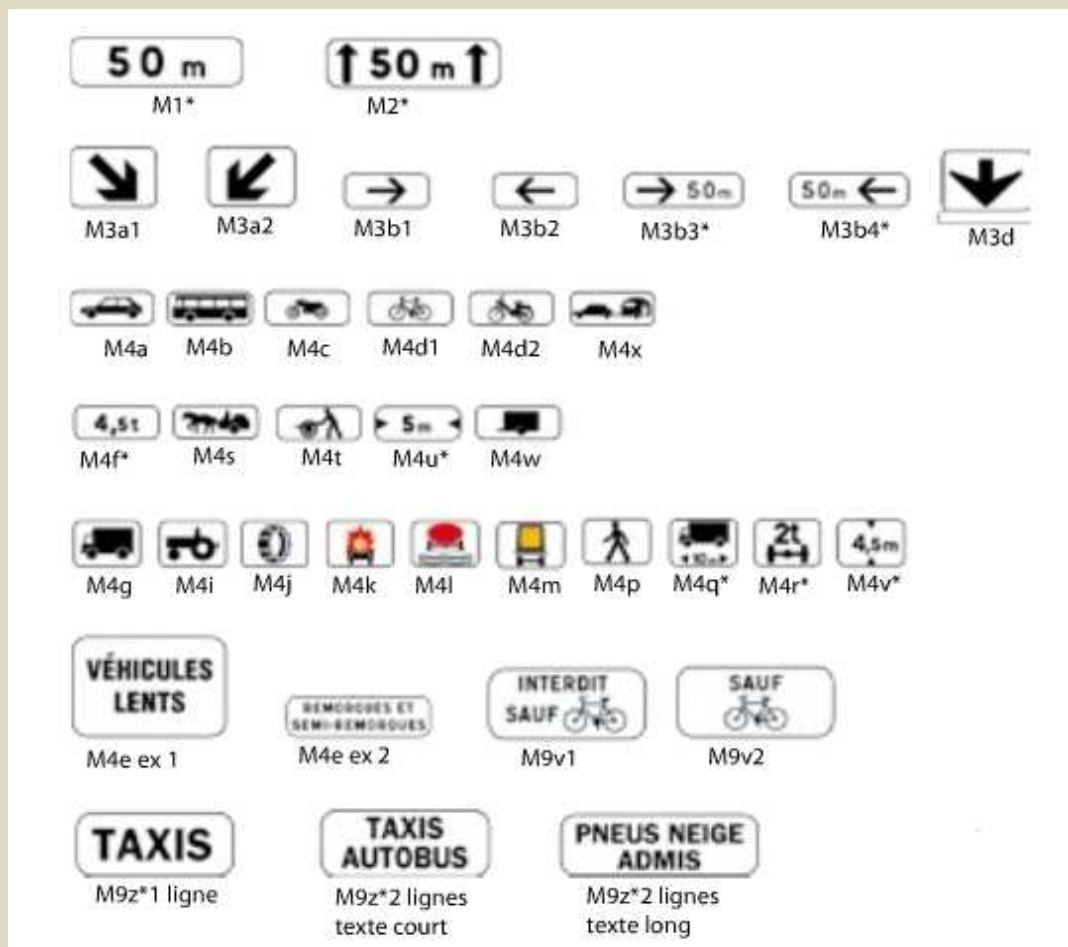 50 m
↑ 50 m ↑
M1*
M2*
→ 50m
50m ←
M3a1
M3a2
M3b1
M3b2
M3b3*
M3b4*
M3d
M4a
M4b
M4c
M4d1
M4d2
M4x
4,5t
5m
M4f*
M4s
M4t
M4u*
M4w
10m
2t
4,5m
M4g
M4i
M4j
M4k
M4l
M4m
M4p
M4q*
M4r*
M4v*
VÉHICULES
LENTS
REMORQUES ET
SEMI-REMORQUES
INTERDIT
SAUF
SAUF
M4e ex 1
M4e ex 2
M9v1
M9v2
TAXIS
TAXIS
AUTOBUS
PNEUS NEIGE
ADMIS
M9z*1 ligne
M9z*2 lignes
texte court
M9z*2 lignes
texte long